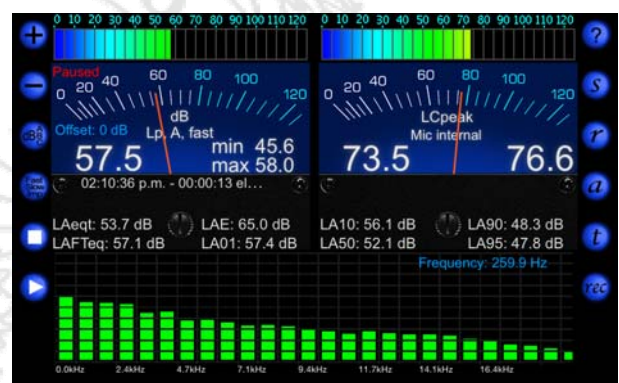 0 10 20 30 40 50 60 70 80 90 100 110 120
0 10 20 30 40 50 60 70 80 90 100 110 120
?
Paused
0 20 40 60 80 100 120
0 20 40 60 80 100 120
s
dB
LCpeak
Offset: 0 dB
Lp, A, fast
Mic internal
r
57.5
min 45.6
max 58.0
73.5
76.6
02:10:36 p.m. - 00:00:13 el...
a
LAeqt: 53.7 dB LAE: 65.0 dB LA10: 56.1 dB LA90: 48.3 dB
LAFTeq: 57.1 dB LA01: 57.4 dB LA50: 52.1 dB LA95: 47.8 dB
t
Frequency: 259.9 Hz
rec
0.0kHz 2.4kHz 4.7kHz 7.1kHz 9.4kHz 11.7kHz 14.1kHz 16.4kHz